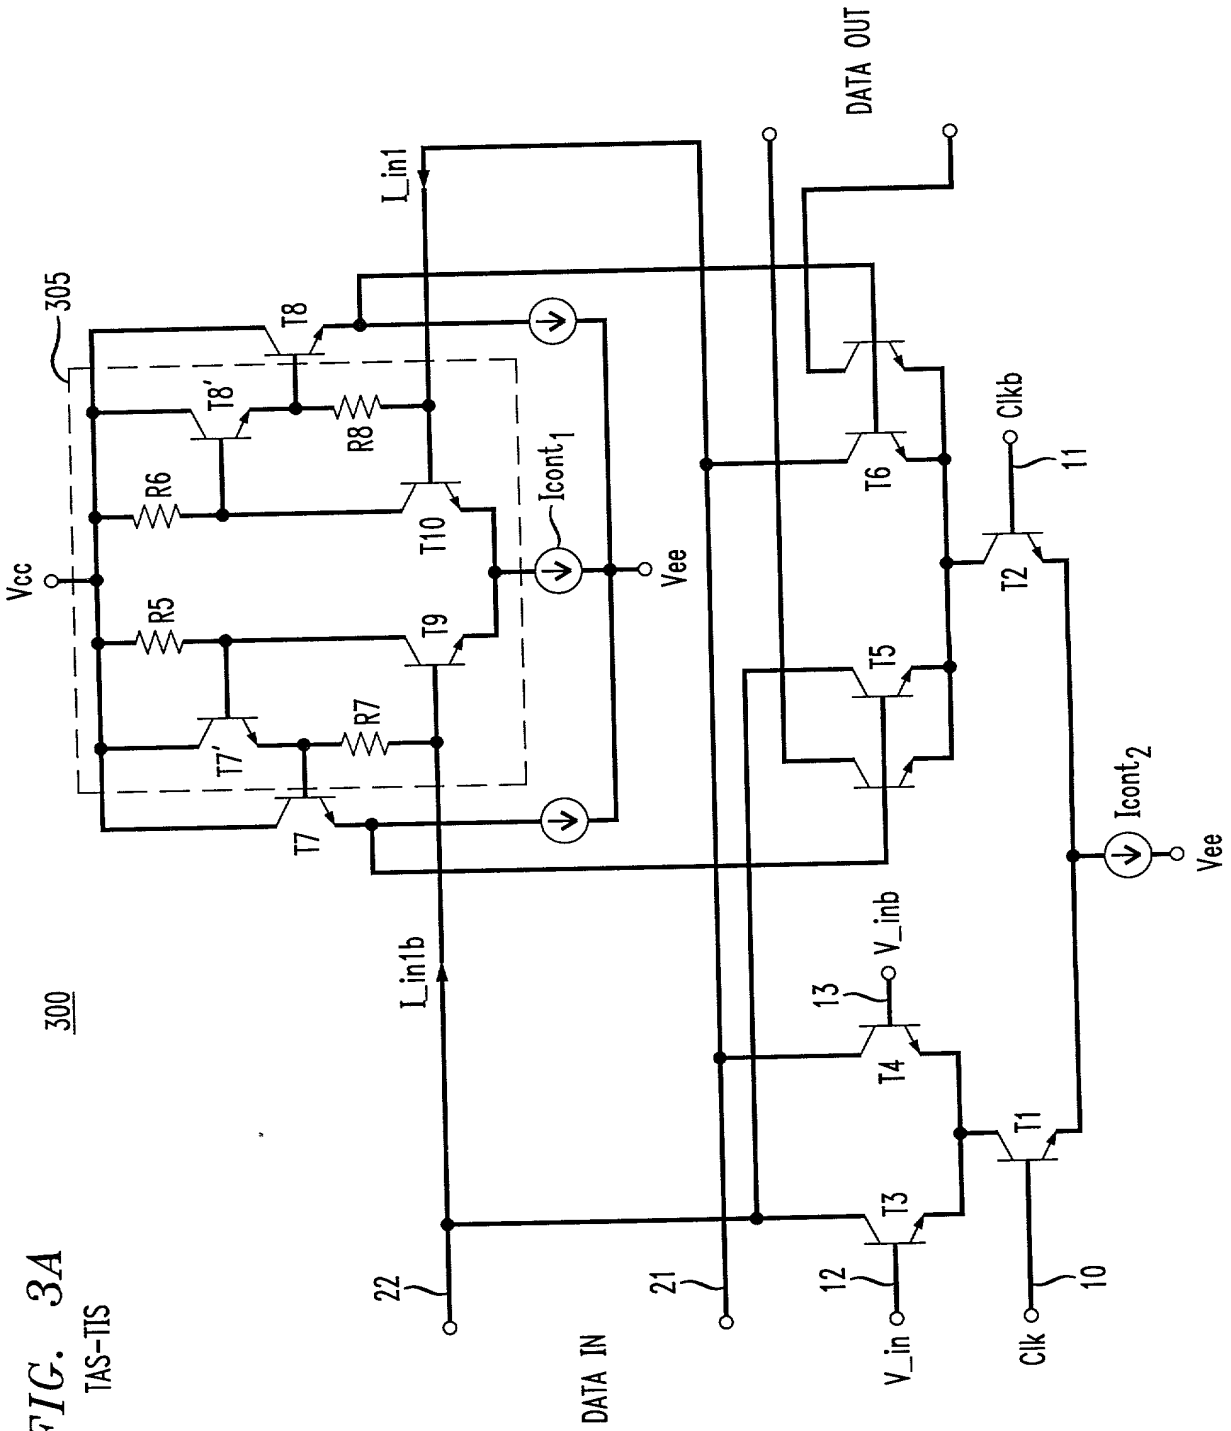 FIG. 3A
TAS-TIS
300
305
Vcc
R5
R6
T7'
T8'
T7
T8
R7
R8
T9
T10
Icont1
Vee
I_in1b
I_in1
22
DATA IN
21
12
V_in
T3
T4
13
V_inb
T5
T6
DATA OUT
Clk
10
T1
T2
11
Clkb
Icont2
Vee